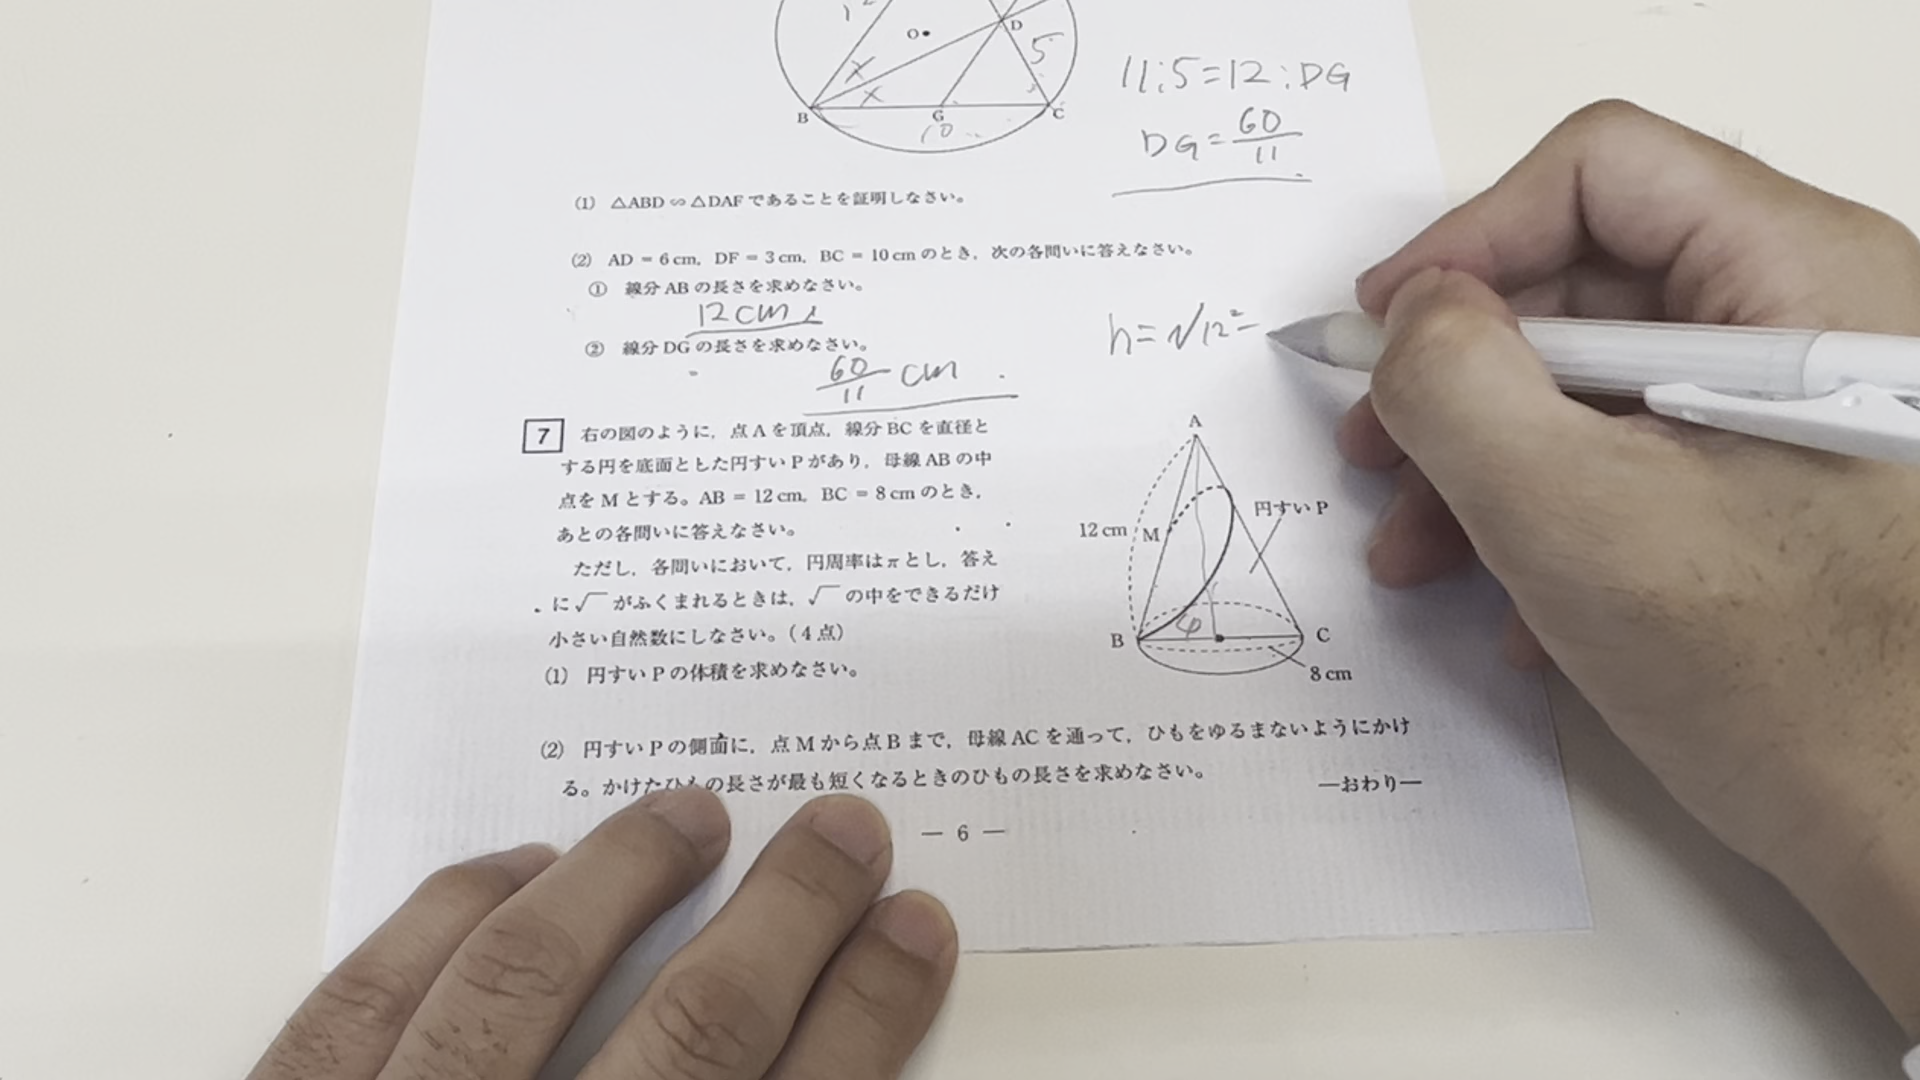 12
O
D
5
x
x
B
G
C
10
11:5=12:DG
DG=60/11
(1) △ABD∽△DAFであることを証明しなさい。
(2) AD = 6 cm, DF = 3 cm, BC = 10 cm のとき, 次の各問いに答えなさい。
① 線分ABの長さを求めなさい。
12cm
② 線分DGの長さを求めなさい。
60/11 cm
h=√12²−
7 右の図のように, 点Aを頂点, 線分BCを直径と
する円を底面とした円すいPがあり, 母線ABの中
点をMとする。AB = 12 cm, BC = 8 cm のとき,
あとの各問いに答えなさい。
ただし, 各問いにおいて, 円周率はπとし, 答え
に√ がふくまれるときは, √ の中をできるだけ
小さい自然数にしなさい。(4点)
(1) 円すいPの体積を求めなさい。
A
円すいP
12 cm
M
4
B
C
8 cm
(2) 円すいPの側面に, 点Mから点Bまで, 母線ACを通って, ひもをゆるまないようにかけ
る。かけたひもの長さが最も短くなるときのひもの長さを求めなさい。
―おわり―
― 6 ―